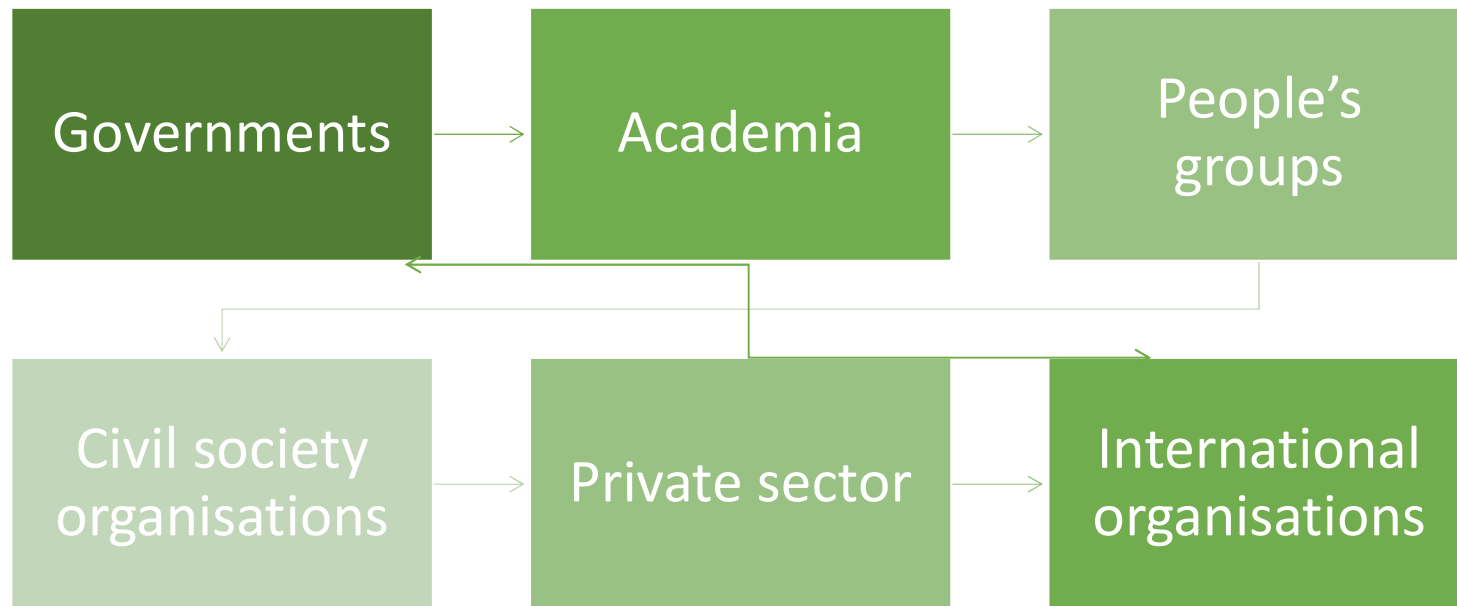 Governments
Academia
People’s
groups
Civil society
organisations
Private sector
International
organisations